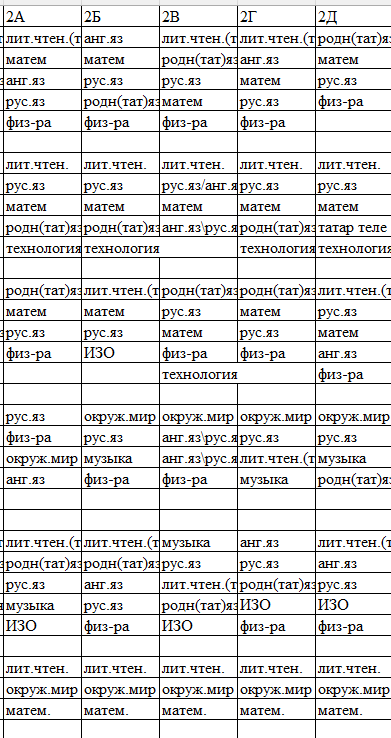 2А 2Б 2В 2Г 2Д
лит.чтен.(т анг.яз лит.чтен.(т лит.чтен.(т родн(тат)яз
матем матем родн(тат)яз анг.яз матем
анг.яз рус.яз рус.яз матем рус.яз
рус.яз родн(тат)яз матем рус.яз физ-ра
физ-ра физ-ра физ-ра физ-ра
лит.чтен. лит.чтен. лит.чтен. лит.чтен. лит.чтен.
рус.яз рус.яз рус.яз/анг.я рус.яз рус.яз
матем матем матем матем матем
родн(тат)яз родн(тат)яз анг.яз\рус.я родн(тат)яз татар теле
технология технология технология технология
родн(тат)яз лит.чтен.(т родн(тат)яз родн(тат)яз лит.чтен.(т
матем матем рус.яз матем рус.яз
рус.яз рус.яз матем рус.яз матем
физ-ра ИЗО физ-ра физ-ра анг.яз
технология физ-ра
рус.яз окруж.мир окруж.мир окруж.мир окруж.мир
физ-ра рус.яз анг.яз\рус.я рус.яз рус.яз
окруж.мир музыка анг.яз\рус.я лит.чтен.(т музыка
анг.яз физ-ра физ-ра музыка родн(тат)яз
лит.чтен.(т лит.чтен.(т музыка анг.яз лит.чтен.(т
родн(тат)яз родн(тат)яз рус.яз рус.яз анг.яз
рус.яз анг.яз лит.чтен.(т родн(тат)яз рус.яз
музыка рус.яз родн(тат)яз ИЗО ИЗО
ИЗО физ-ра ИЗО физ-ра физ-ра
лит.чтен. лит.чтен. лит.чтен. лит.чтен. лит.чтен.
окруж.мир окруж.мир окруж.мир окруж.мир окруж.мир
матем. матем. матем. матем. матем.